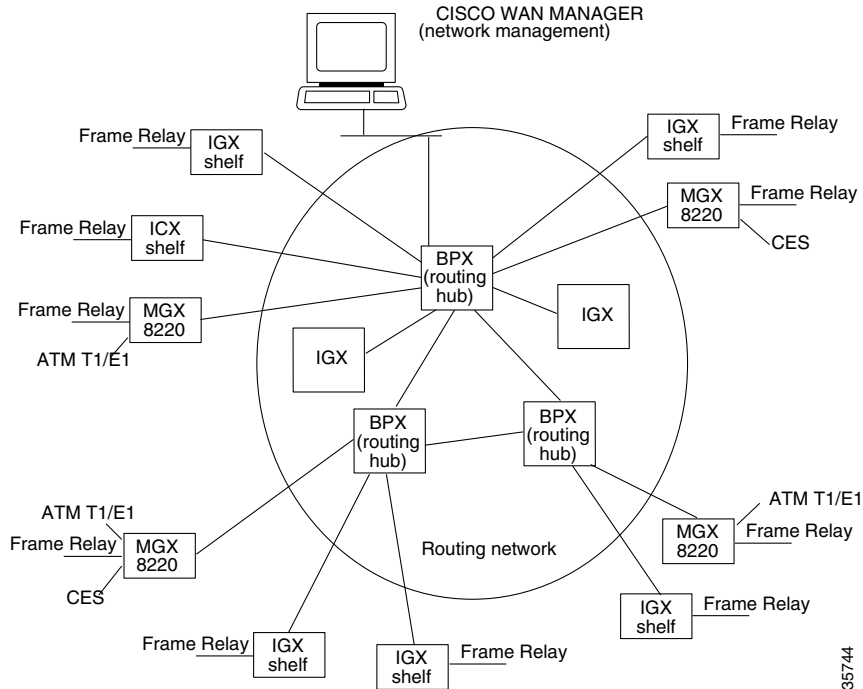 CISCO WAN MANAGER
(network management)
Frame Relay
IGX
shelf
IGX
shelf
Frame Relay
MGX
8220
Frame Relay
CES
Frame Relay
ICX
shelf
BPX
(routing
hub)
Frame Relay
MGX
8220
ATM T1/E1
IGX
IGX
BPX
(routing
hub)
BPX
(routing
hub)
ATM T1/E1
Frame Relay
MGX
8220
CES
Routing network
ATM T1/E1
MGX
8220
Frame Relay
IGX
shelf
Frame Relay
Frame Relay
IGX
shelf
IGX
shelf
Frame Relay
35744